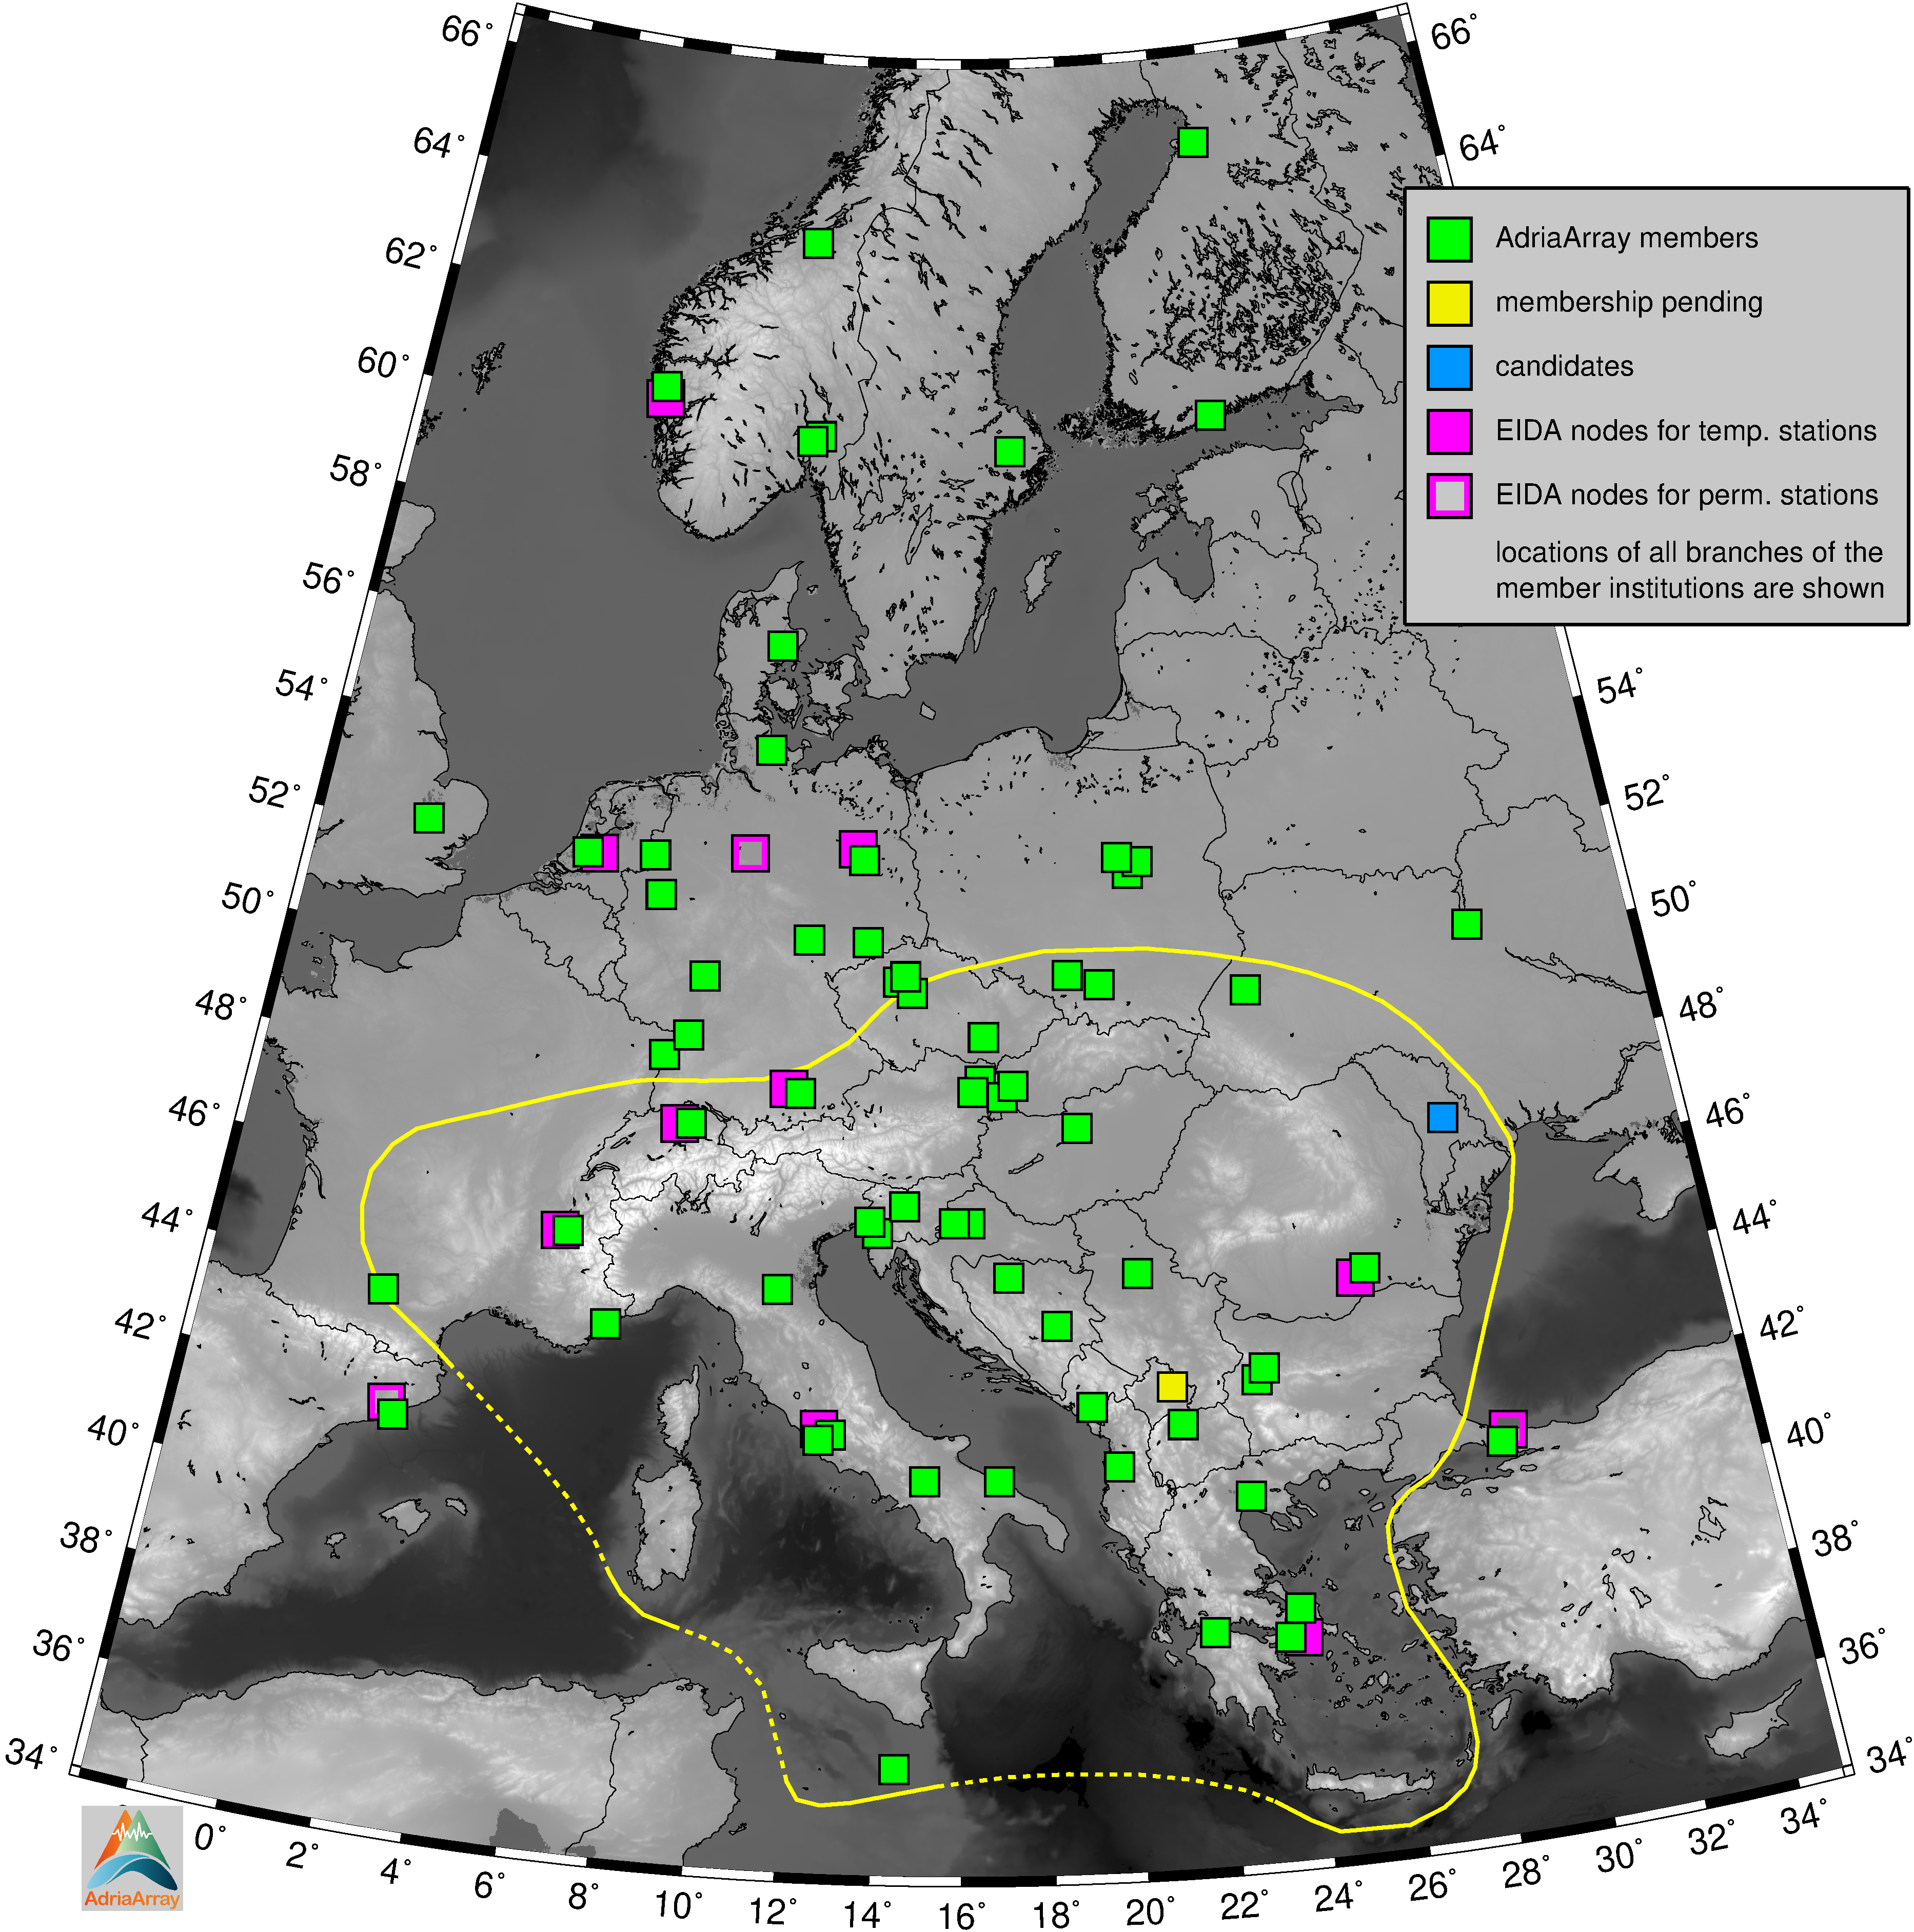 66° 66°
64° 64°
62°
60°
58°
56°
54° 54°
52° 52°
50° 50°
48° 48°
46° 46°
44° 44°
42° 42°
40° 40°
38° 38°
36° 36°
34° 34°
0° 2° 4° 6° 8° 10° 12° 14° 16° 18° 20° 22° 24° 26° 28° 30° 32° 34°
AdriaArray members
membership pending
candidates
EIDA nodes for temp. stations
EIDA nodes for perm. stations
locations of all branches of the
member institutions are shown
AdriaArray